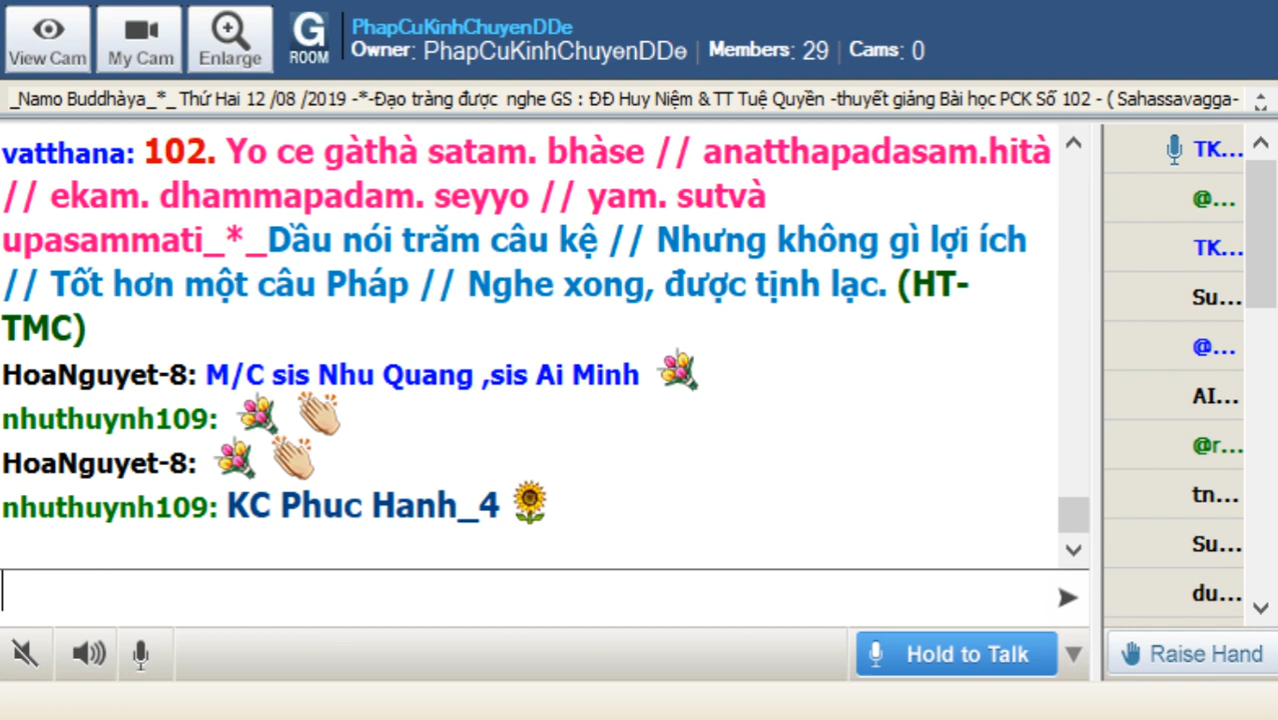 View Cam
My Cam
Enlarge
G
ROOM
PhapCuKinhChuyenDDe
Owner: PhapCuKinhChuyenDDe | Members: 29 | Cams: 0
_Namo Buddhàya_*_ Thứ Hai 12 /08 /2019 -*-Đạo tràng được nghe GS : ĐĐ Huy Niệm & TT Tuệ Quyền -thuyết giảng Bài học PCK Số 102 - ( Sahassavagga-
vatthana: 102. Yo ce gàthà satam. bhàse // anatthapadasam.hità
// ekam. dhammapadam. seyyo // yam. sutvà
upasammati_*_Dầu nói trăm câu kệ // Nhưng không gì lợi ích
// Tốt hơn một câu Pháp // Nghe xong, được tịnh lạc. (HT-
TMC)
HoaNguyet-8: M/C sis Nhu Quang ,sis Ai Minh
nhuthuynh109:
HoaNguyet-8:
nhuthuynh109: KC Phuc Hanh_4
TK...
@...
TK...
Su...
@...
AI...
@r...
tn...
Su...
du...
Hold to Talk
Raise Hand